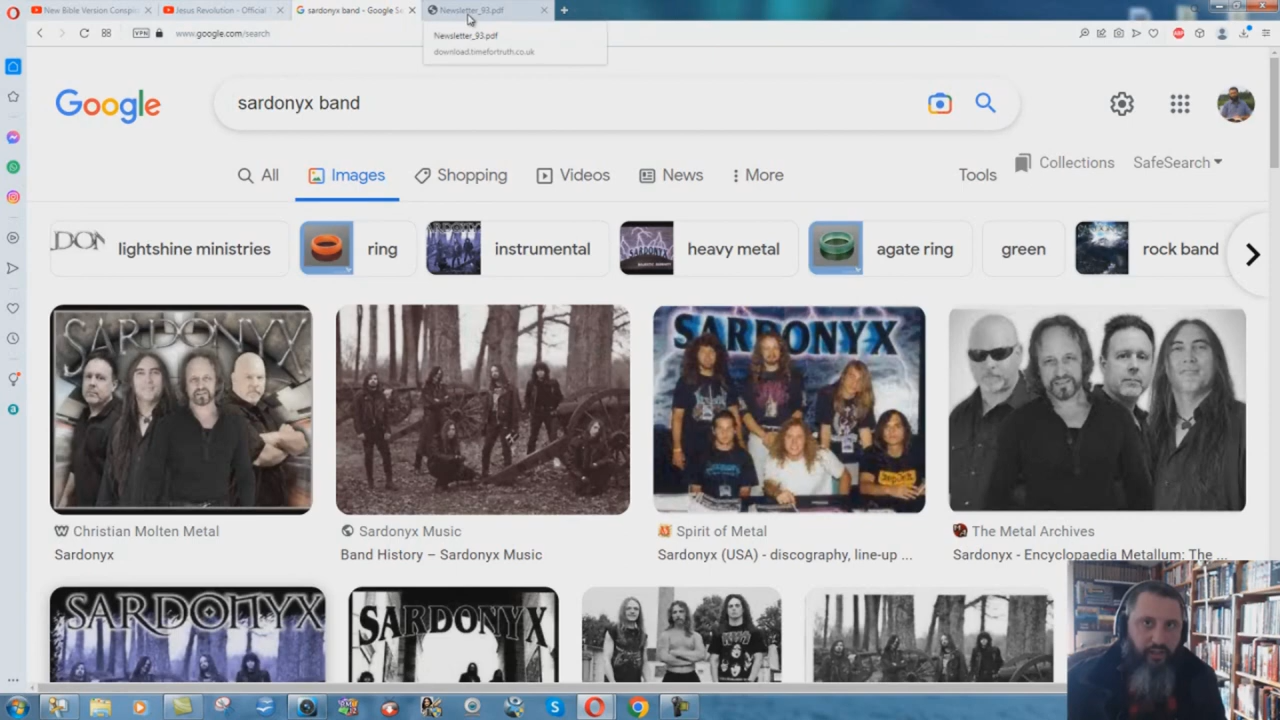 New Bible Version Conspi
Jesus Revolution - Official
sardonyx band - Google Se
Newsletter_93.pdf
VPN
www.google.com/search
Newsletter_93.pdf
download.timefortruth.co.uk
Google
sardonyx band
All
Images
Shopping
Videos
News
More
Tools
Collections
SafeSearch
DON
lightshine ministries
ring
instrumental
heavy metal
agate ring
green
rock band
SARDONYX
SARDONYX
Christian Molten Metal
Sardonyx Music
Spirit of Metal
The Metal Archives
Sardonyx
Band History – Sardonyx Music
Sardonyx (USA) - discography, line-up ...
Sardonyx - Encyclopaedia Metallum: The ...
SARDONYX
SARDONYX